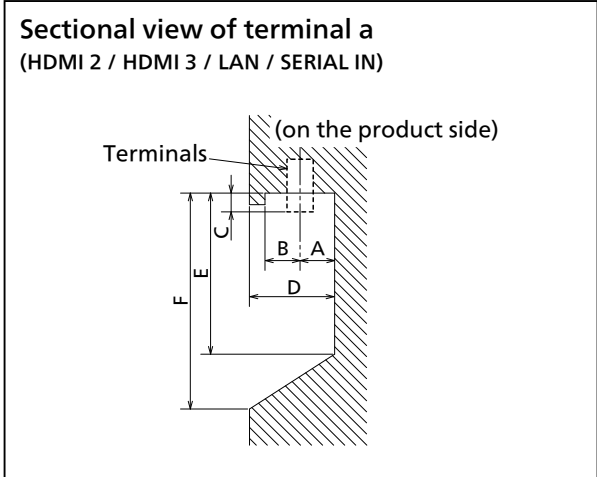 Sectional view of terminal a
(HDMI 2 / HDMI 3 / LAN / SERIAL IN)
(on the product side)
Terminals
C
B
A
E
D
F